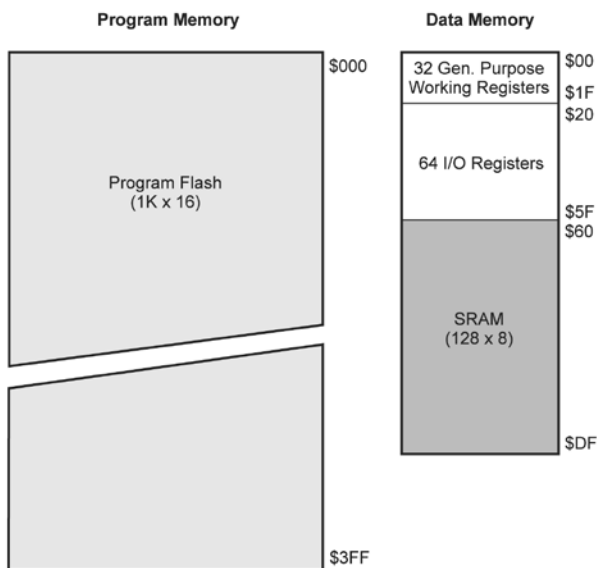 Program Memory
$000
Program Flash
(1K x 16)
$3FF
Data Memory
32 Gen. Purpose
Working Registers
$00
$1F
$20
64 I/O Registers
$5F
$60
SRAM
(128 x 8)
$DF